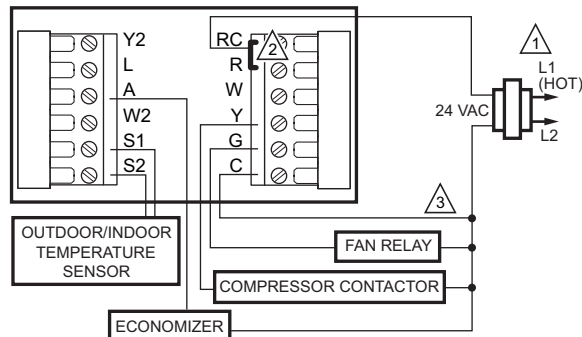 Y2
L
A
W2
S1
S2
RC
R
W
Y
G
C
2
1
L1
(HOT)
24 VAC
L2
3
OUTDOOR/INDOOR
TEMPERATURE
SENSOR
FAN RELAY
COMPRESSOR CONTACTOR
ECONOMIZER